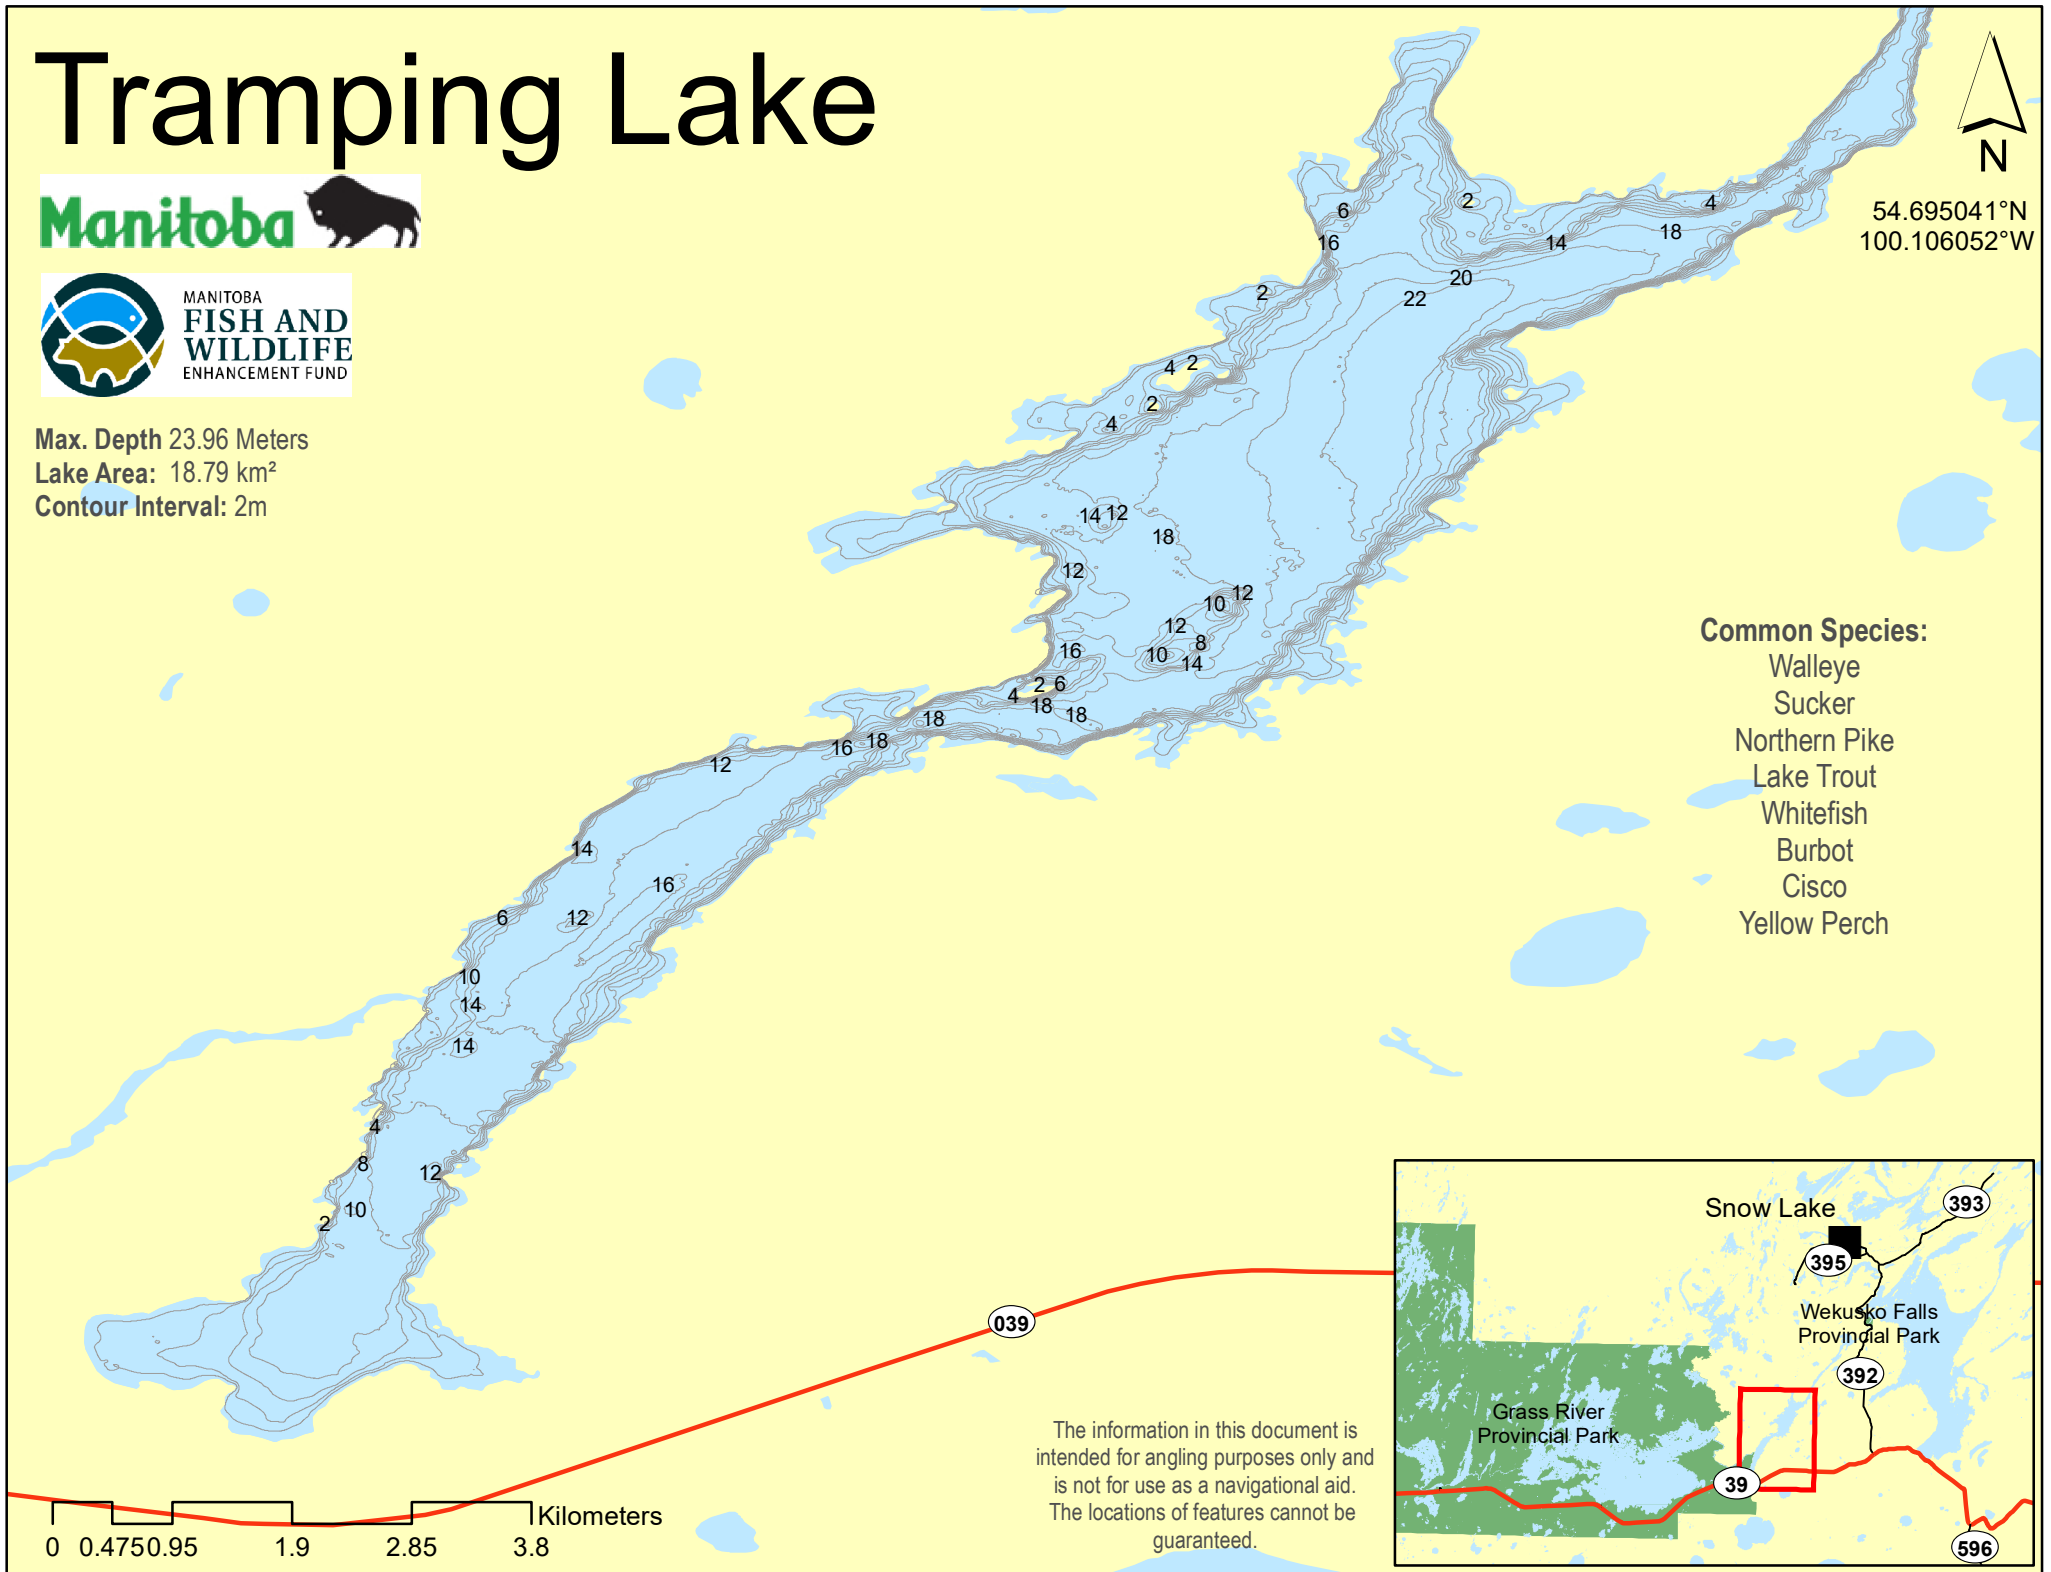 Tramping Lake
Manitoba
MANITOBA
FISH AND
WILDLIFE
ENHANCEMENT FUND
Max. Depth 23.96 Meters
Lake Area: 18.79 km²
Contour Interval: 2m
N
54.695041°N
100.106052°W
2
4
6
16
14
18
20
22
2
4
2
2
4
14
12
18
12
12
10
12
8
10
14
16
2
6
4
18
18
18
16
18
12
14
16
6
12
10
14
14
4
8
12
10
2
Common Species:
Walleye
Sucker
Northern Pike
Lake Trout
Whitefish
Burbot
Cisco
Yellow Perch
039
The information in this document is
intended for angling purposes only and
is not for use as a navigational aid.
The locations of features cannot be
guaranteed.
Kilometers
0 0.475 0.95 1.9 2.85 3.8
Snow Lake
393
395
Wekusko Falls
Provincial Park
392
Grass River
Provincial Park
39
596